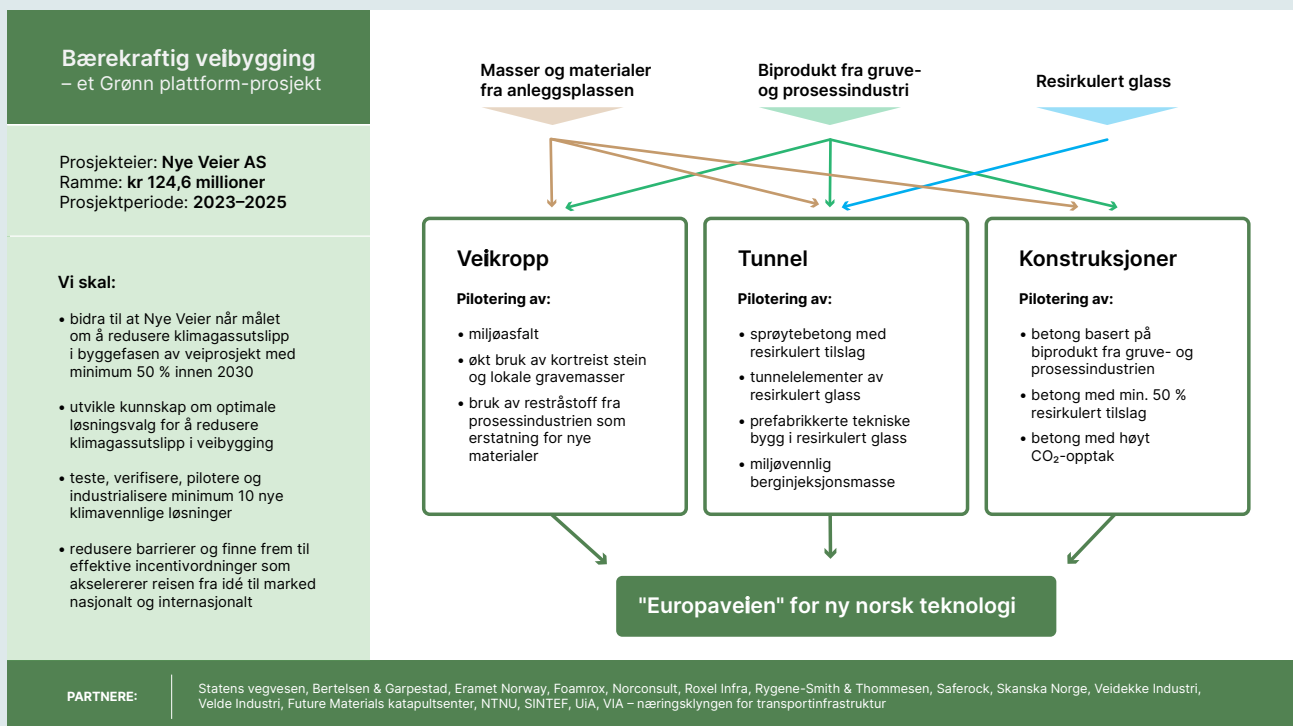 Bærekraftig veibygging
– et Grønn plattform-prosjekt
Prosjekteier: Nye Veier AS
Ramme: kr 124,6 millioner
Prosjektperiode: 2023–2025
Vi skal:
• bidra til at Nye Veier når målet
om å redusere klimagassutslipp
i byggefasen av veiprosjekt med
minimum 50 % innen 2030
• utvikle kunnskap om optimale
løsningsvalg for å redusere
klimagassutslipp i veibygging
• teste, verifisere, pilotere og
industrialisere minimum 10 nye
klimavennlige løsninger
• redusere barrierer og finne frem til
effektive incentivordninger som
akselererer reisen fra idé til marked
nasjonalt og internasjonalt
Masser og materialer
fra anleggsplassen
Biprodukt fra gruve-
og prosessindustri
Resirkulert glass
Veikropp
Pilotering av:
• miljøasfalt
• økt bruk av kortreist stein
og lokale gravemasser
• bruk av restråstoff fra
prosessindustrien som
erstatning for nye
materialer
Tunnel
Pilotering av:
• sprøytebetong med
resirkulert tilslag
• tunnelelementer av
resirkulert glass
• prefabrikkerte tekniske
bygg i resirkulert glass
• miljøvennlig
berginjeksjonsmasse
Konstruksjoner
Pilotering av:
• betong basert på
biprodukt fra gruve- og
prosessindustrien
• betong med min. 50 %
resirkulert tilslag
• betong med høyt
CO₂-opptak
"Europaveien" for ny norsk teknologi
PARTNERE:
Statens vegvesen, Bertelsen & Garpestad, Eramet Norway, Foamrox, Norconsult, Roxel Infra, Rygene-Smith & Thommesen, Saferock, Skanska Norge, Veidekke Industri,
Velde Industri, Future Materials katapultsenter, NTNU, SINTEF, UiA, VIA – næringsklyngen for transportinfrastruktur